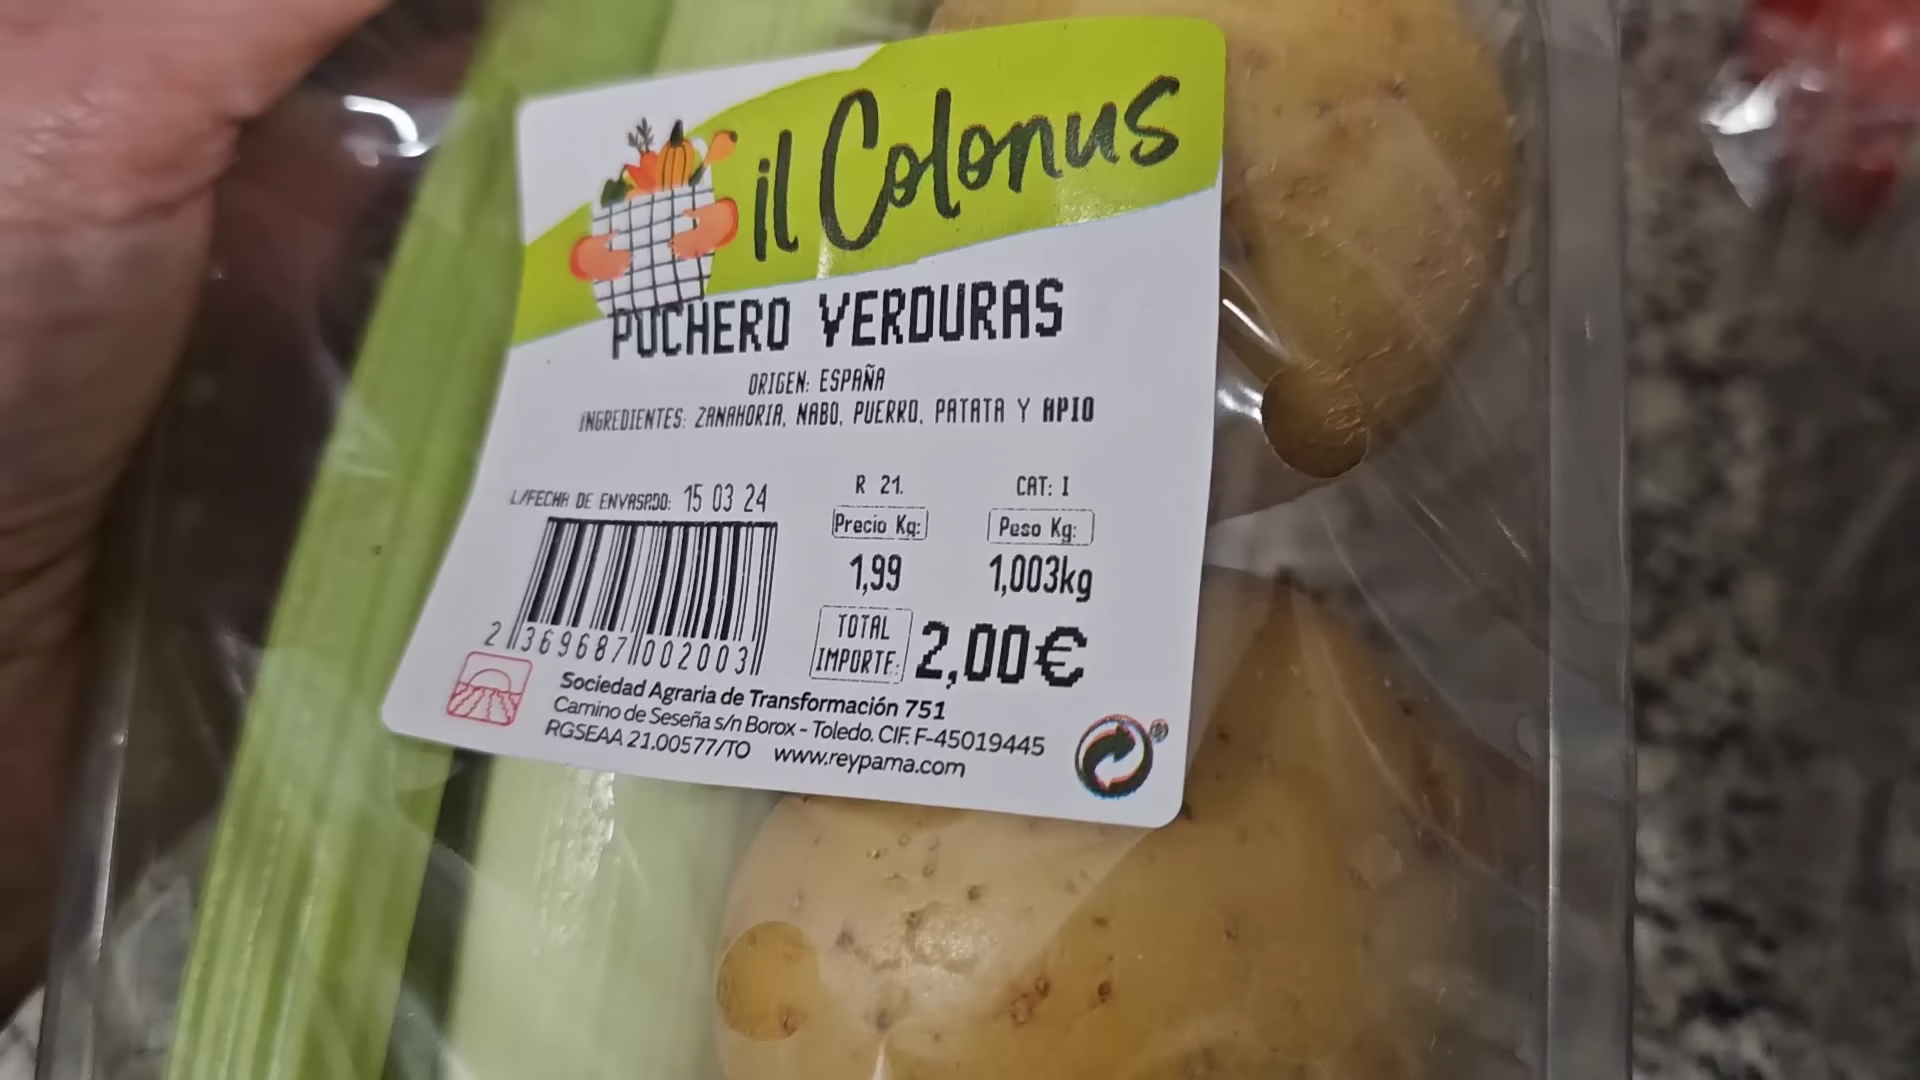 il Colonus
PUCHERO VERDURAS
ORIGEN: ESPAÑA
INGREDIENTES: ZANAHORIA, NABO, PUERRO, PATATA Y APIO
L/FECHA DE ENVASADO: 15 03 24
R 21.
CAT: I
Precio Kg:
Peso Kg:
1,99
1,003kg
TOTAL
IMPORTE:
2,00€
2 369687 002003
Sociedad Agraria de Transformación 751
Camino de Seseña s/n Borox - Toledo. CIF. F-45019445
RGSEAA 21.00577/TO www.reypama.com
®